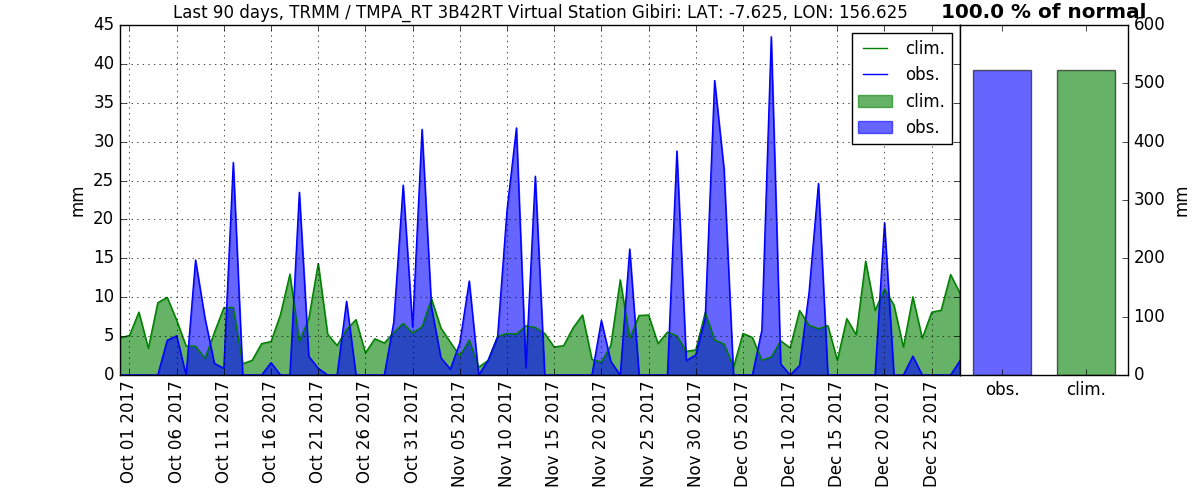 Last 90 days, TRMM / TMPA_RT 3B42RT Virtual Station Gibiri: LAT: -7.625, LON: 156.625
100.0 % of normal
45
40
35
30
25
20
15
10
5
0
mm
clim.
obs.
clim.
obs.
600
500
400
300
200
100
0
mm
obs.
clim.
Oct 01 2017
Oct 06 2017
Oct 11 2017
Oct 16 2017
Oct 21 2017
Oct 26 2017
Oct 31 2017
Nov 05 2017
Nov 10 2017
Nov 15 2017
Nov 20 2017
Nov 25 2017
Nov 30 2017
Dec 05 2017
Dec 10 2017
Dec 15 2017
Dec 20 2017
Dec 25 2017